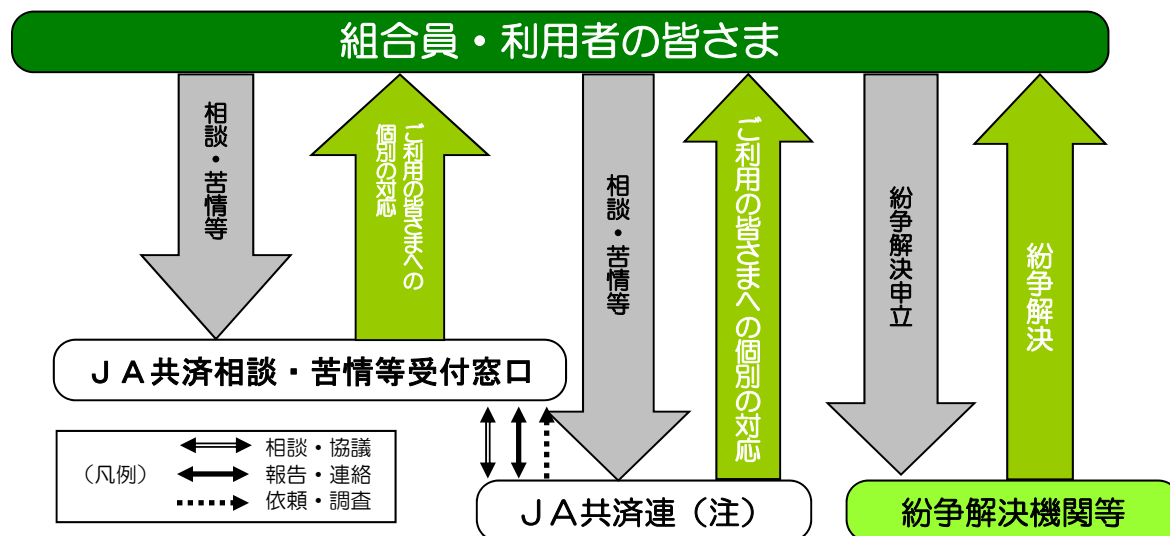 組合員・利用者の皆さま
相談・苦情等
ご利用の皆さまへの
個別の対応
相談・苦情等
ご利用の皆さまへの個別の対応
紛争解決申立
紛争解決
ＪＡ共済相談・苦情等受付窓口
（凡例）
相談・協議
報告・連絡
依頼・調査
ＪＡ共済連（注）
紛争解決機関等